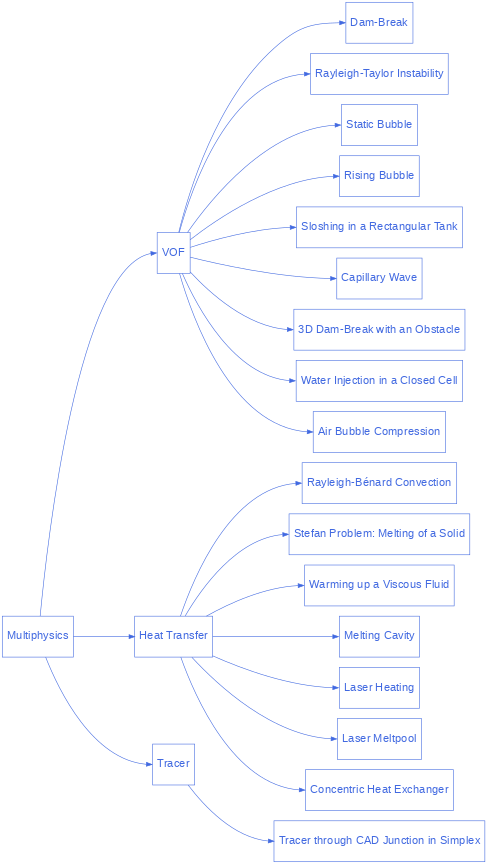 Dam-Break
Rayleigh-Taylor Instability
Static Bubble
Rising Bubble
Sloshing in a Rectangular Tank
VOF
Capillary Wave
3D Dam-Break with an Obstacle
Water Injection in a Closed Cell
Air Bubble Compression
Rayleigh-Bénard Convection
Stefan Problem: Melting of a Solid
Warming up a Viscous Fluid
Multiphysics
Heat Transfer
Melting Cavity
Laser Heating
Laser Meltpool
Tracer
Concentric Heat Exchanger
Tracer through CAD Junction in Simplex